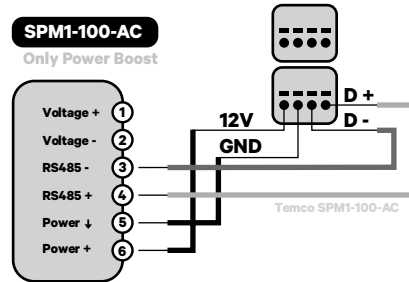 SPM1-100-AC
Only Power Boost
D +
12V
D -
GND
Voltage + 1
Voltage - 2
RS485 - 3
RS485 + 4
Temco SPM1-100-AC
Power ↓ 5
Power + 6